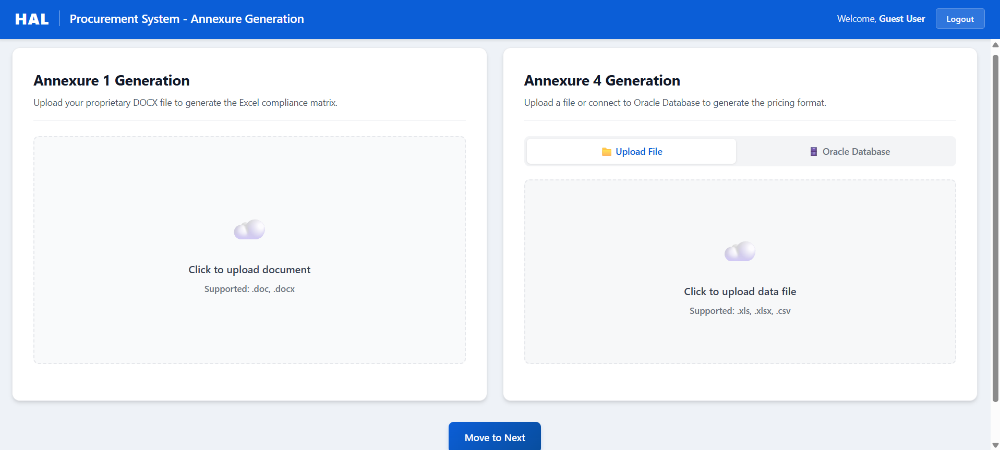 HAL
Procurement System - Annexure Generation
Welcome, Guest User
Logout
Annexure 1 Generation
Upload your proprietary DOCX file to generate the Excel compliance matrix.
Click to upload document
Supported: .doc, .docx
Annexure 4 Generation
Upload a file or connect to Oracle Database to generate the pricing format.
Upload File
Oracle Database
Click to upload data file
Supported: .xls, .xlsx, .csv
Move to Next